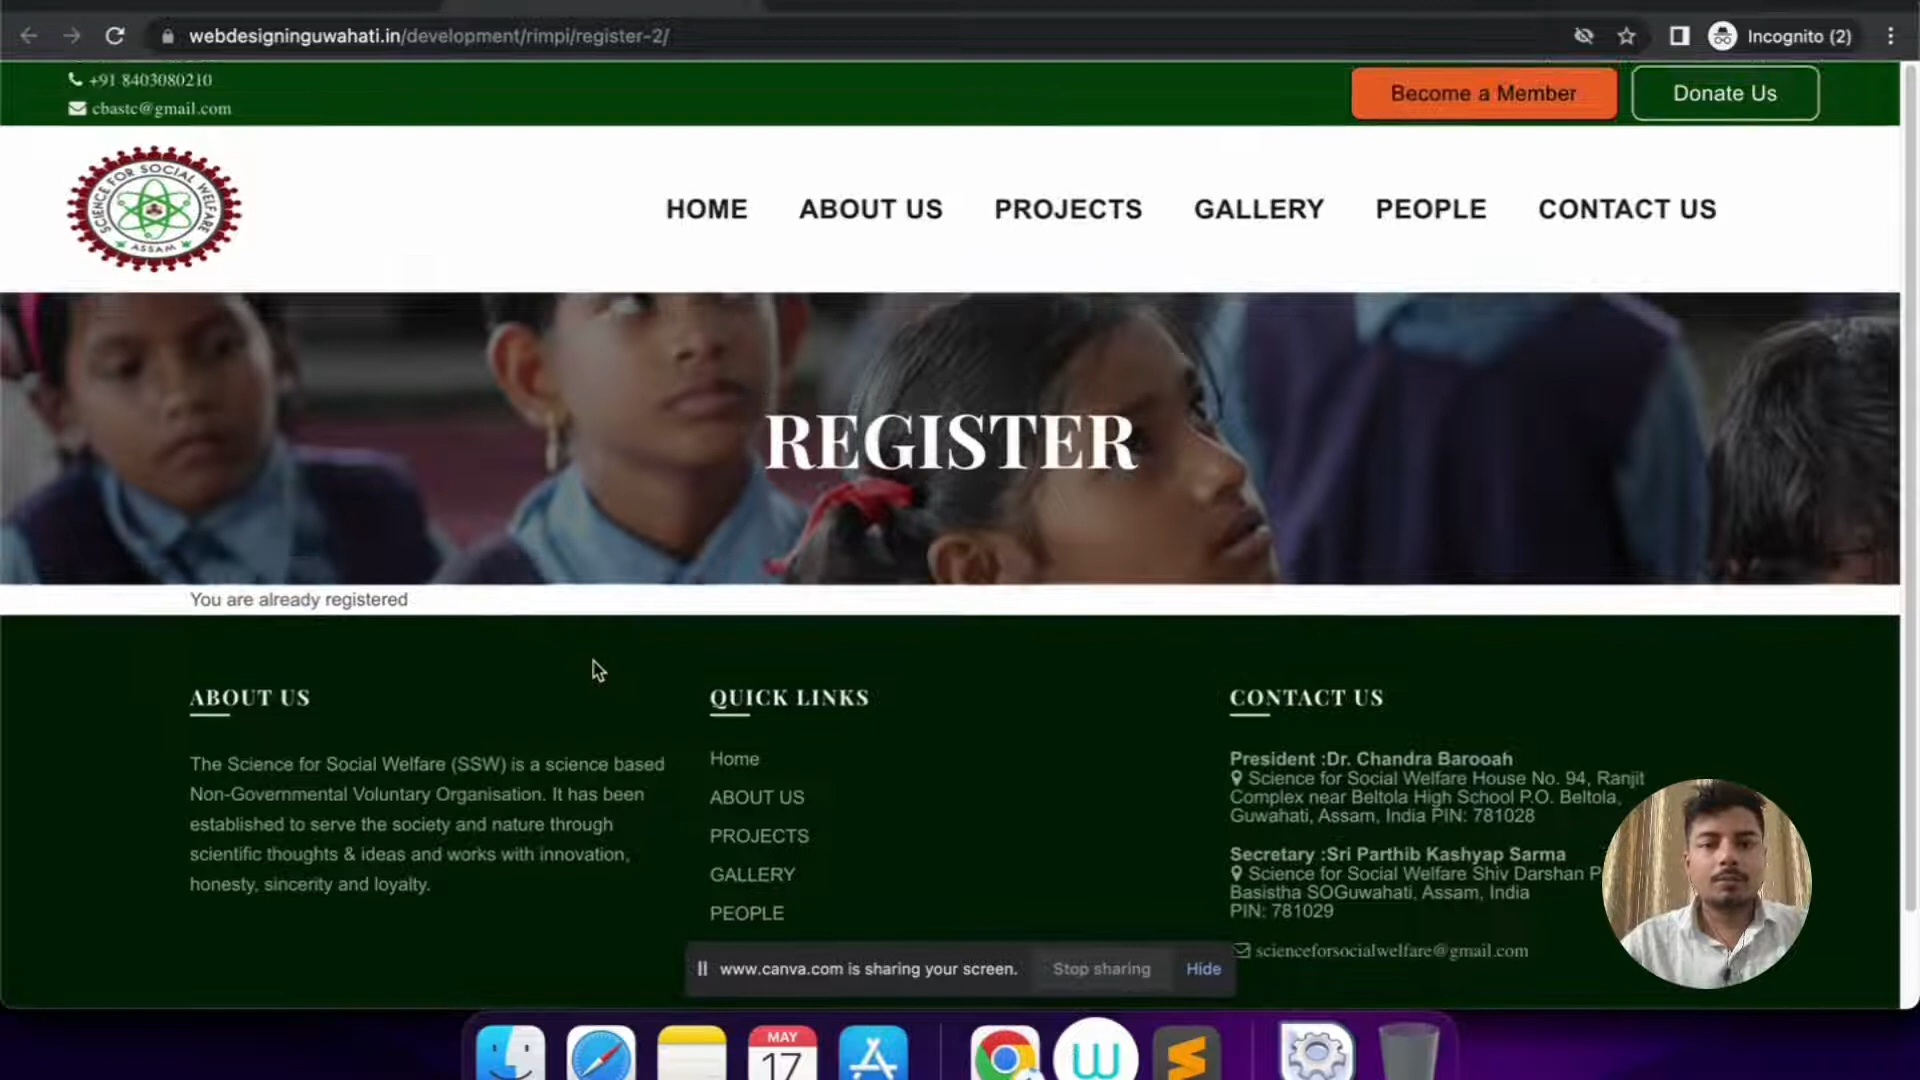 webdesigninguwahati.in/development/rimpi/register-2/
Incognito (2)
+91 8403080210
cbastc@gmail.com
Become a Member
Donate Us
SCIENCE FOR SOCIAL WELFARE
ASSAM
HOME
ABOUT US
PROJECTS
GALLERY
PEOPLE
CONTACT US
REGISTER
You are already registered
ABOUT US
The Science for Social Welfare (SSW) is a science based
Non-Governmental Voluntary Organisation. It has been
established to serve the society and nature through
scientific thoughts & ideas and works with innovation,
honesty, sincerity and loyalty.
QUICK LINKS
Home
ABOUT US
PROJECTS
GALLERY
PEOPLE
CONTACT US
President :Dr. Chandra Barooah
Science for Social Welfare House No. 94, Ranjit
Complex near Beltola High School P.O. Beltola,
Guwahati, Assam, India PIN: 781028
Secretary :Sri Parthib Kashyap Sarma
Science for Social Welfare Shiv Darshan P
Basistha SOGuwahati, Assam, India
PIN: 781029
scienceforsocialwelfare@gmail.com
www.canva.com is sharing your screen.
Stop sharing
Hide
MAY
17